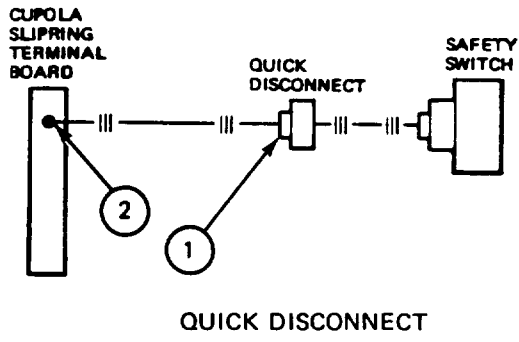 CUPOLA
SLIPRING
TERMINAL
BOARD
QUICK
DISCONNECT
SAFETY
SWITCH
2
1
QUICK DISCONNECT